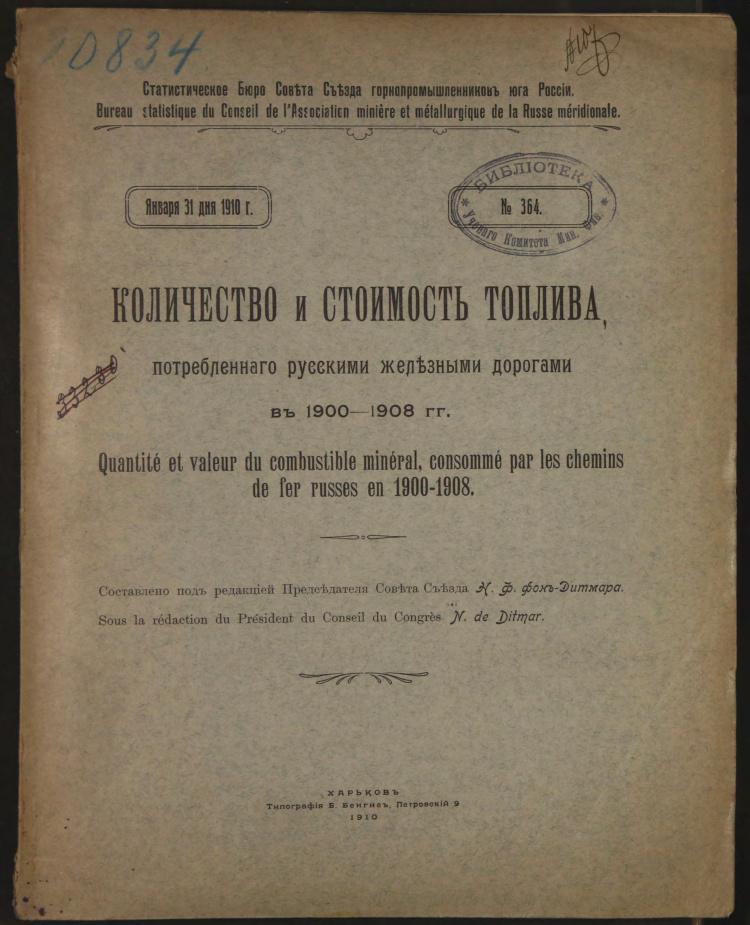 D834
Статистическое Бюро Совѣта Съѣзда горнопромышленниковъ юга Россіи.
Bureau statistique du Conseil de l'Association minière et métallurgique de la Russe méridionale.
Января 31 дня 1910 г.
№ 364.
БИБЛІОТЕКА
Ученаго Комитета Мин. Фин.
КОЛИЧЕСТВО и СТОИМОСТЬ ТОПЛИВА,
потребленнаго русскими желѣзными дорогами
въ 1900—1908 гг.
Quantité et valeur du combustible minéral, consommé par les chemins
de fer russes en 1900-1908.
Составлено подъ редакціей Предсѣдателя Совѣта Съѣзда Н. Ф. фонъ-Дитмара.
Sous la rédaction du Président du Conseil du Congrès N. de Ditmar.
ХАРЬКОВЪ
Типографія Б. Бенгисъ, Петровскій 9
1910